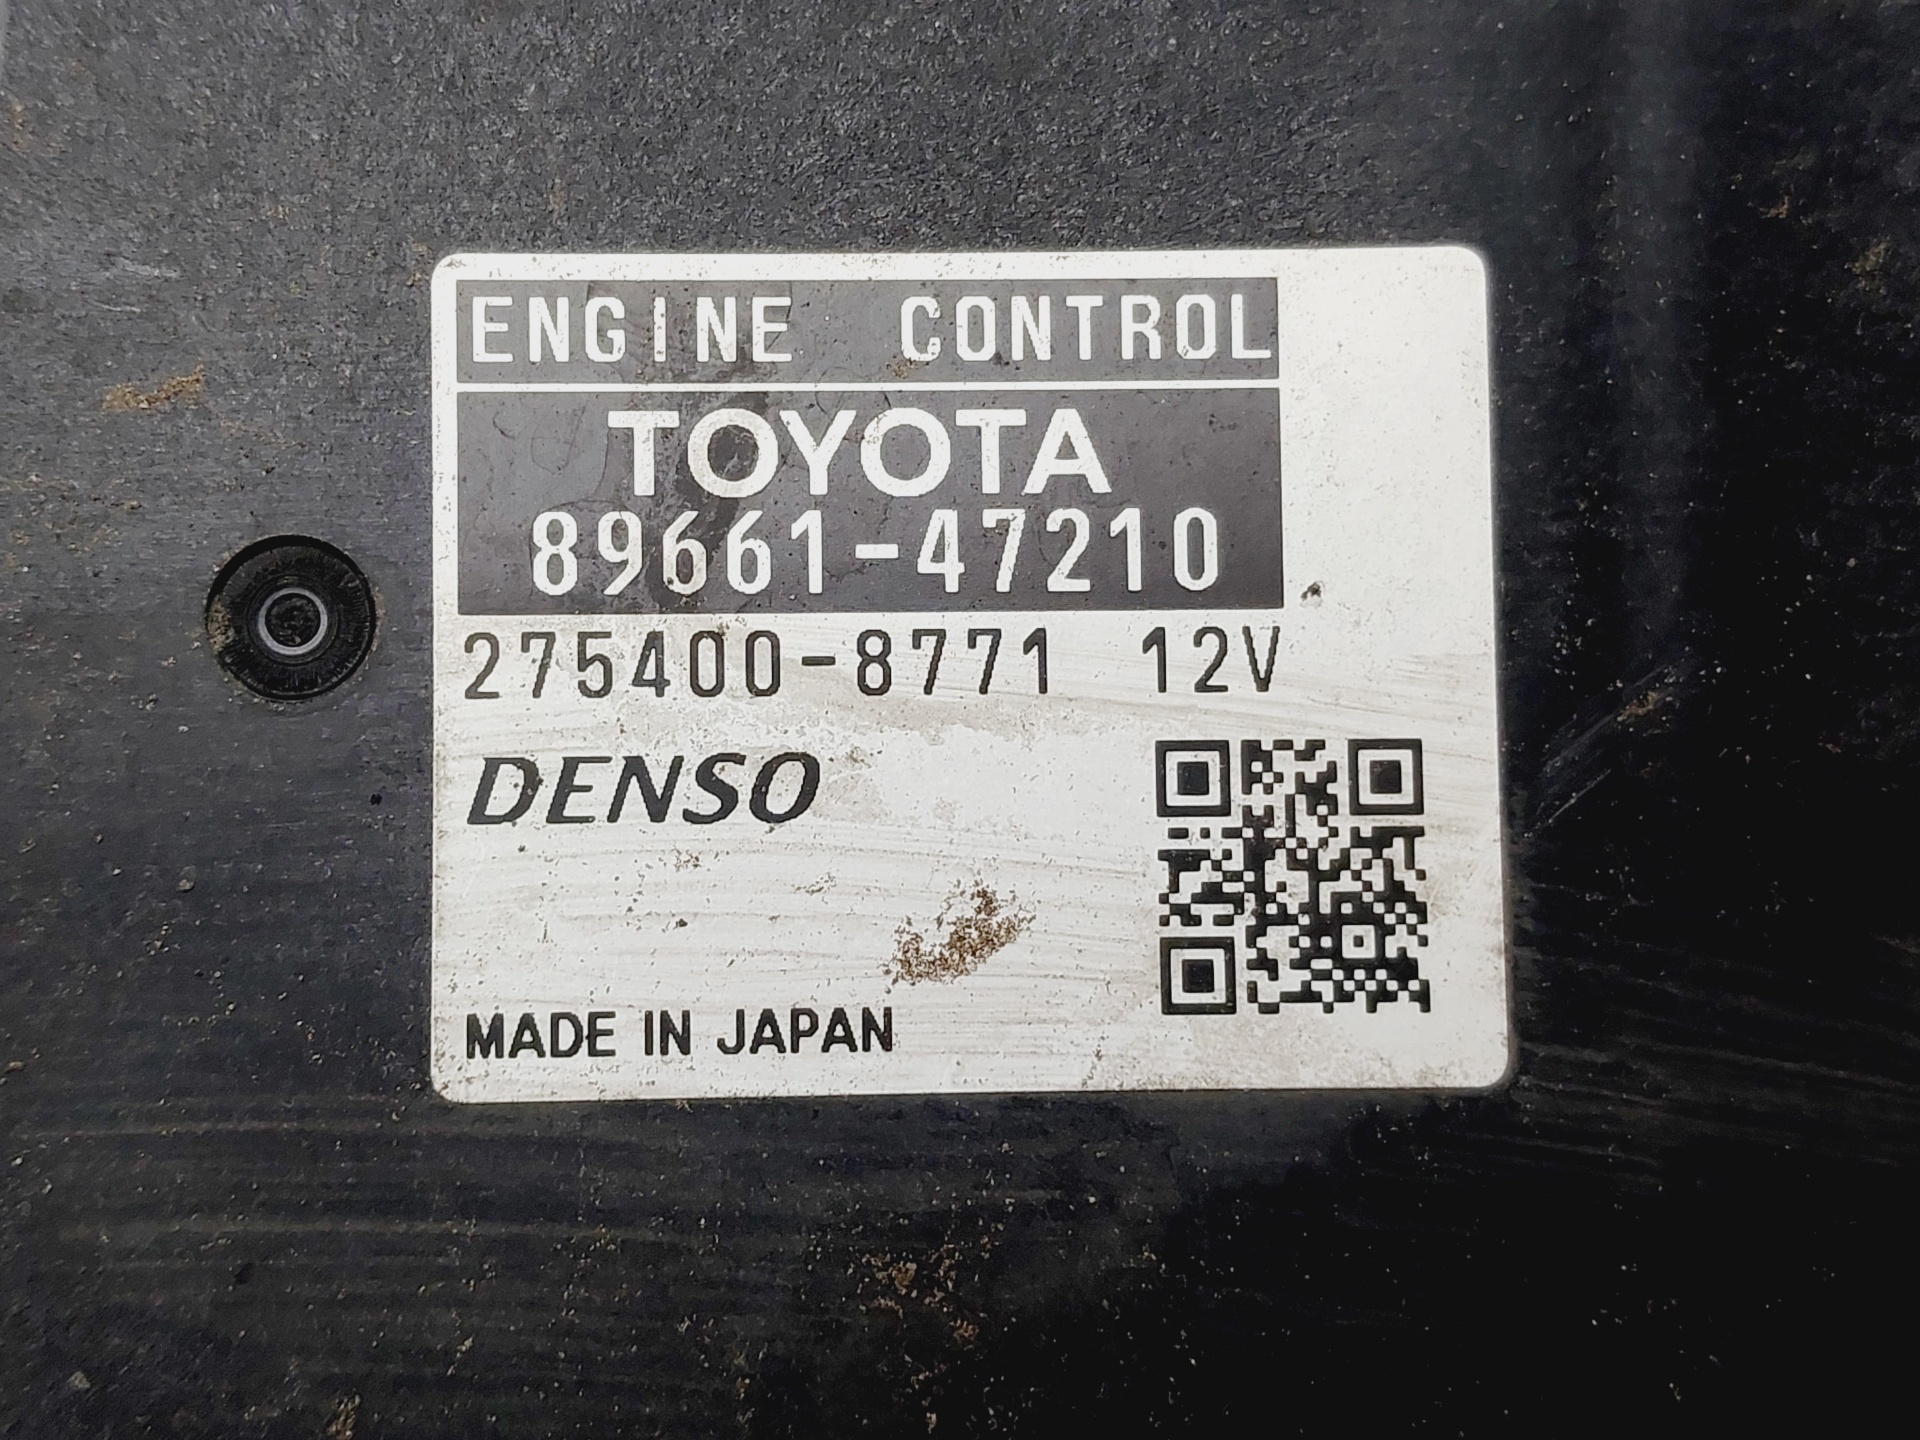 ENGINE CONTROL
TOYOTA
89661-47210
275400-8771 12V
DENSO
MADE IN JAPAN